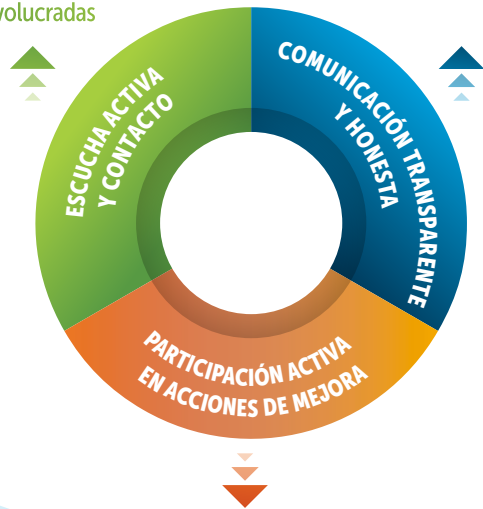 volucradas
ESCUCHA ACTIVA
Y CONTACTO
COMUNICACIÓN TRANSPARENTE
Y HONESTA
PARTICIPACIÓN ACTIVA
EN ACCIONES DE MEJORA